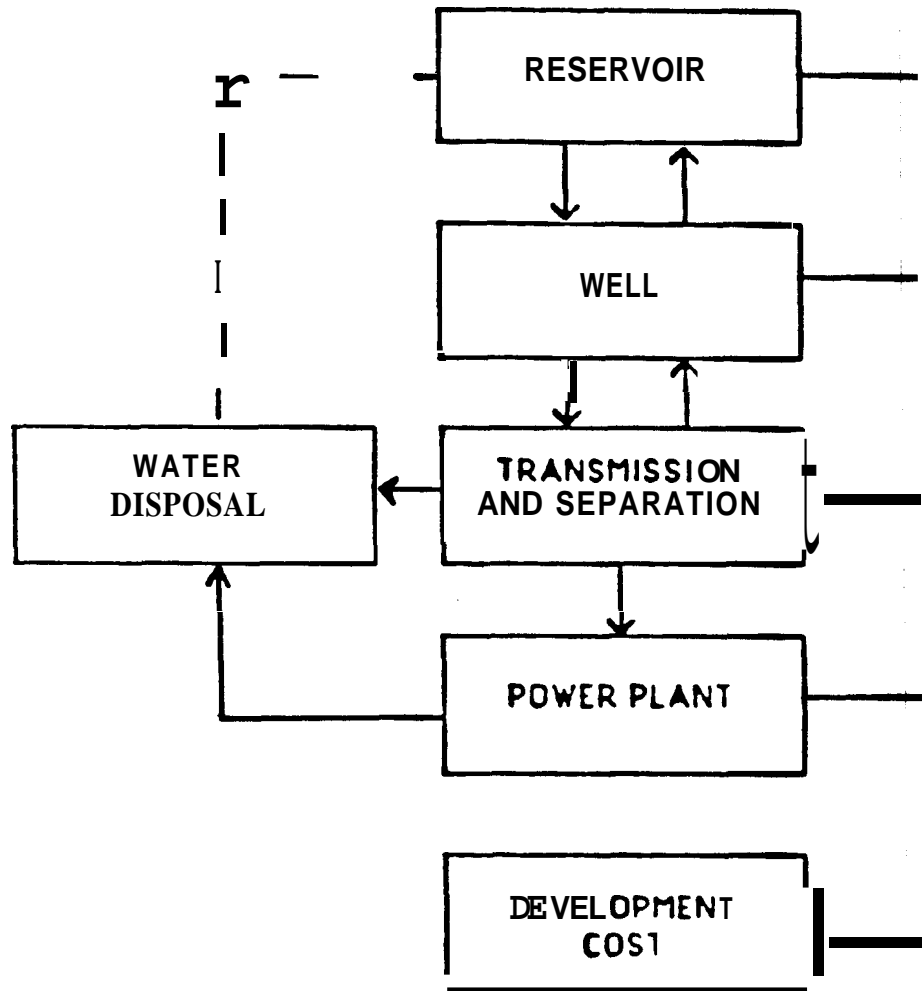 RESERVOIR
WELL
WATER
DISPOSAL
TRANSMISSION
AND SEPARATION
POWER PLANT
DEVELOPMENT
COST